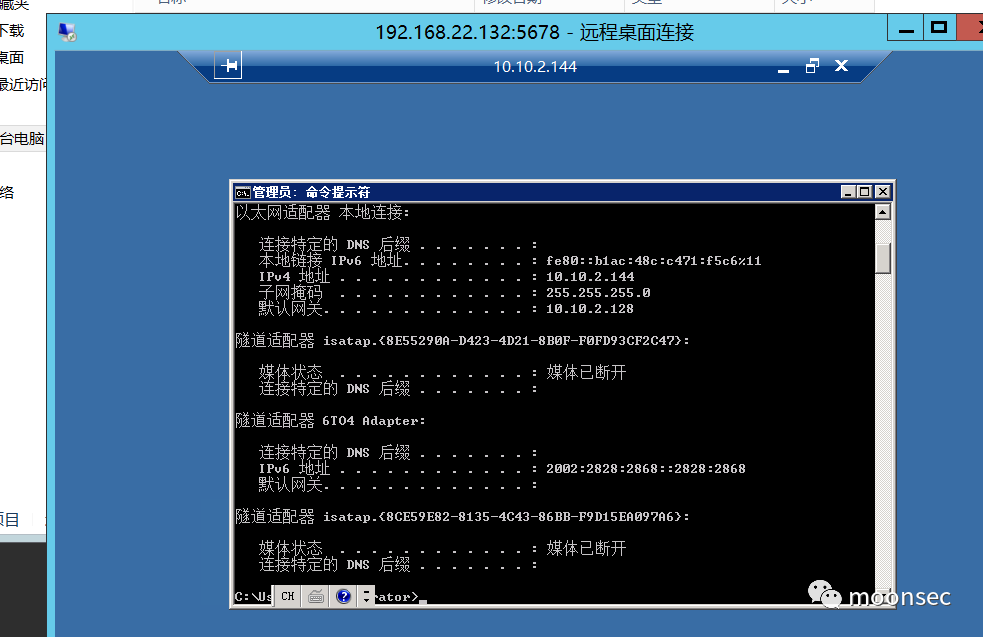 下载
桌面
最近访问
台电脑
络
项目
192.168.22.132:5678 - 远程桌面连接
10.10.2.144
管理员: 命令提示符
以太网适配器 本地连接:
连接特定的 DNS 后缀 . . . . . . . :
本地链接 IPv6 地址. . . . . . . . : fe80::b1ac:48c:c471:f5c6%11
IPv4 地址 . . . . . . . . . . . . : 10.10.2.144
子网掩码 . . . . . . . . . . . . : 255.255.255.0
默认网关. . . . . . . . . . . . . : 10.10.2.128
隧道适配器 isatap.{8E55290A-D423-4D21-8B0F-F0FD93CF2C47}:
媒体状态 . . . . . . . . . . . . : 媒体已断开
连接特定的 DNS 后缀 . . . . . . . :
隧道适配器 6TO4 Adapter:
连接特定的 DNS 后缀 . . . . . . . :
IPv6 地址 . . . . . . . . . . . . : 2002:2828:2868::2828:2868
默认网关. . . . . . . . . . . . . :
隧道适配器 isatap.{8CE59E82-8135-4C43-86BB-F9D15EA097A6}:
媒体状态 . . . . . . . . . . . . : 媒体已断开
连接特定的 DNS 后缀 . . . . . . . :
C:\Us CH rator>_
moonsec